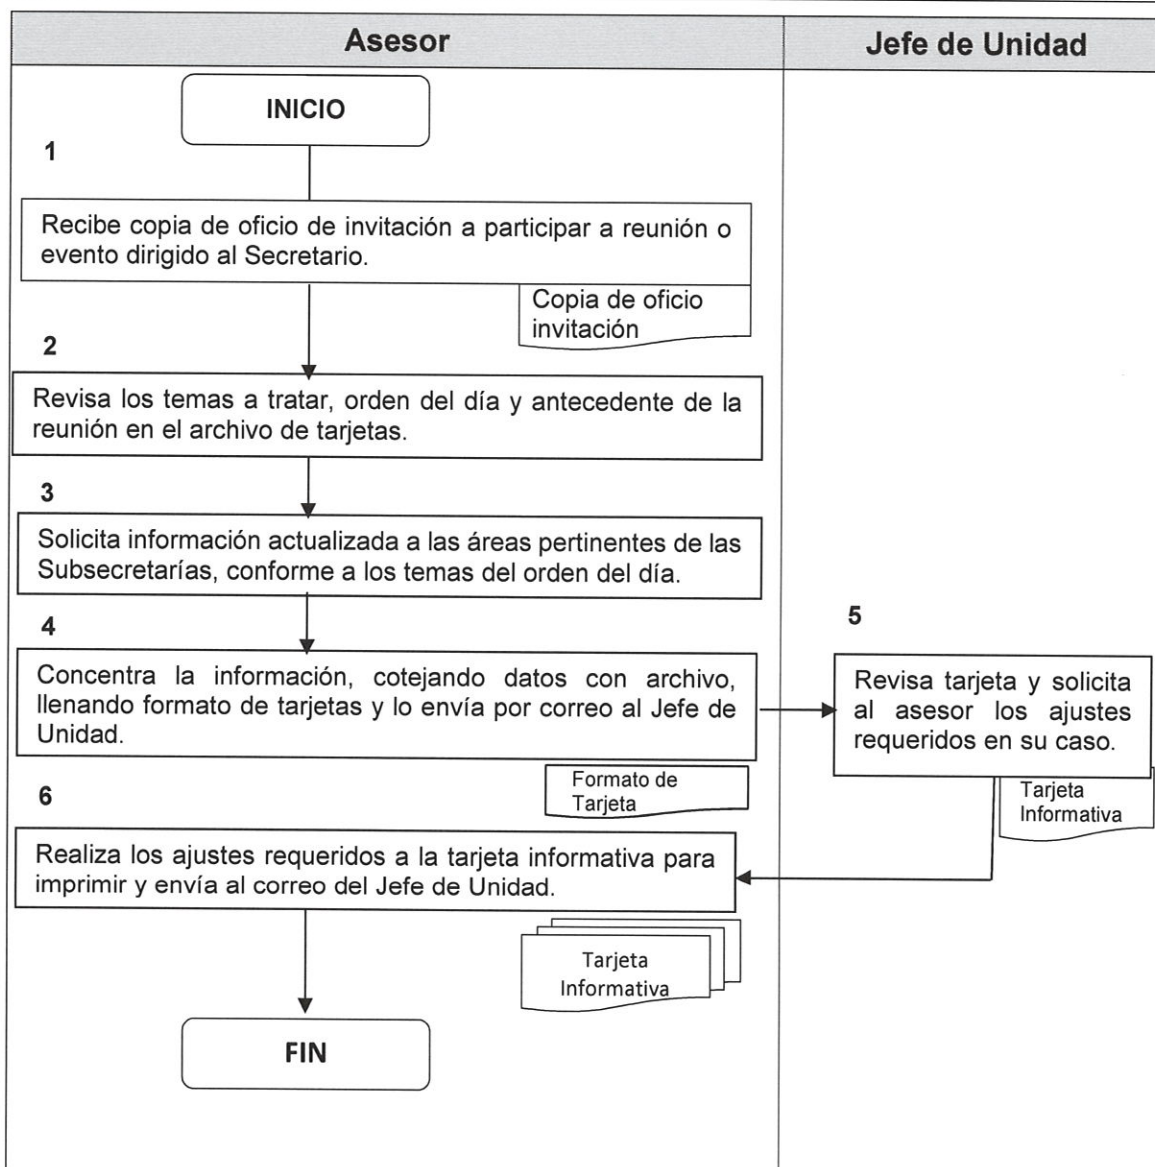 Asesor
Jefe de Unidad
INICIO
1
Recibe copia de oficio de invitación a participar a reunión o
evento dirigido al Secretario.
Copia de oficio
invitación
2
Revisa los temas a tratar, orden del día y antecedente de la
reunión en el archivo de tarjetas.
3
Solicita información actualizada a las áreas pertinentes de las
Subsecretarías, conforme a los temas del orden del día.
4
Concentra la información, cotejando datos con archivo,
llenando formato de tarjetas y lo envía por correo al Jefe de
Unidad.
Formato de
Tarjeta
5
Revisa tarjeta y solicita
al asesor los ajustes
requeridos en su caso.
Tarjeta
Informativa
6
Realiza los ajustes requeridos a la tarjeta informativa para
imprimir y envía al correo del Jefe de Unidad.
Tarjeta
Informativa
FIN